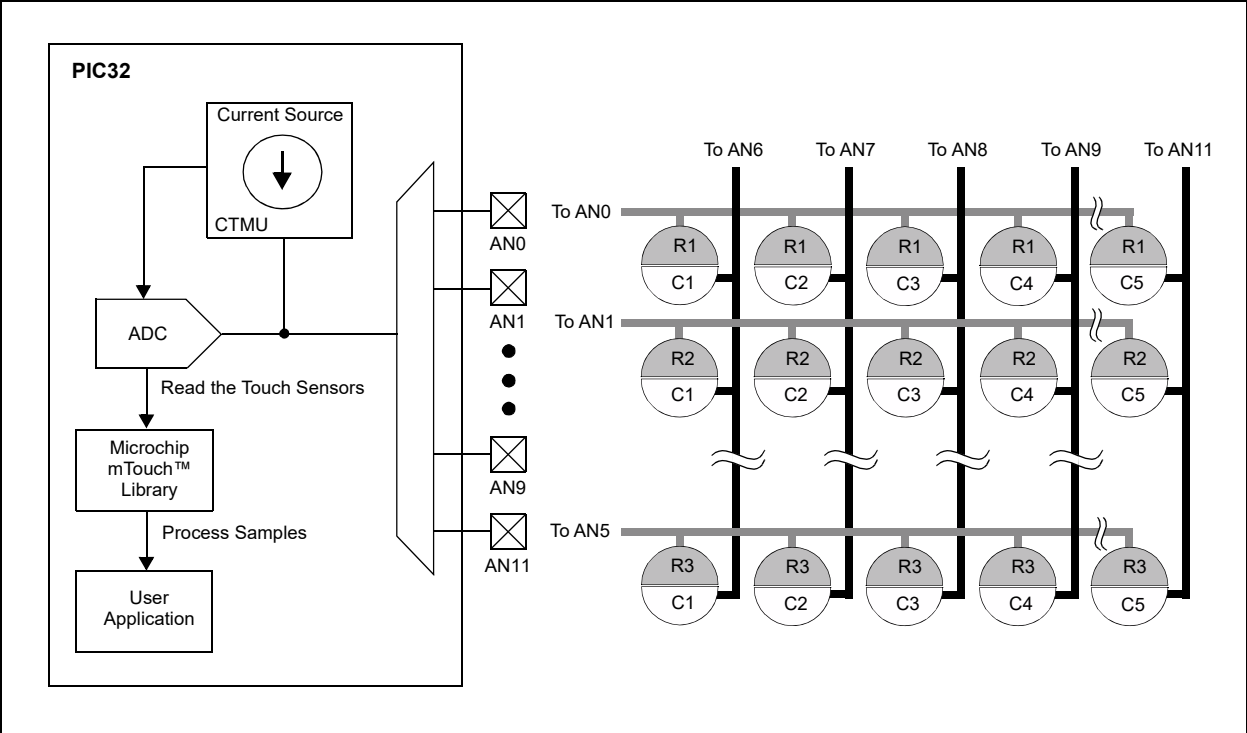 PIC32
Current Source
CTMU
ADC
Read the Touch Sensors
Microchip
mTouch™
Library
Process Samples
User
Application
AN0
AN1
AN9
AN11
To AN6 To AN7 To AN8 To AN9 To AN11
To AN0
R1 R1 R1 R1 R1
C1 C2 C3 C4 C5
To AN1
R2 R2 R2 R2 R2
C1 C2 C3 C4 C5
To AN5
R3 R3 R3 R3 R3
C1 C2 C3 C4 C5